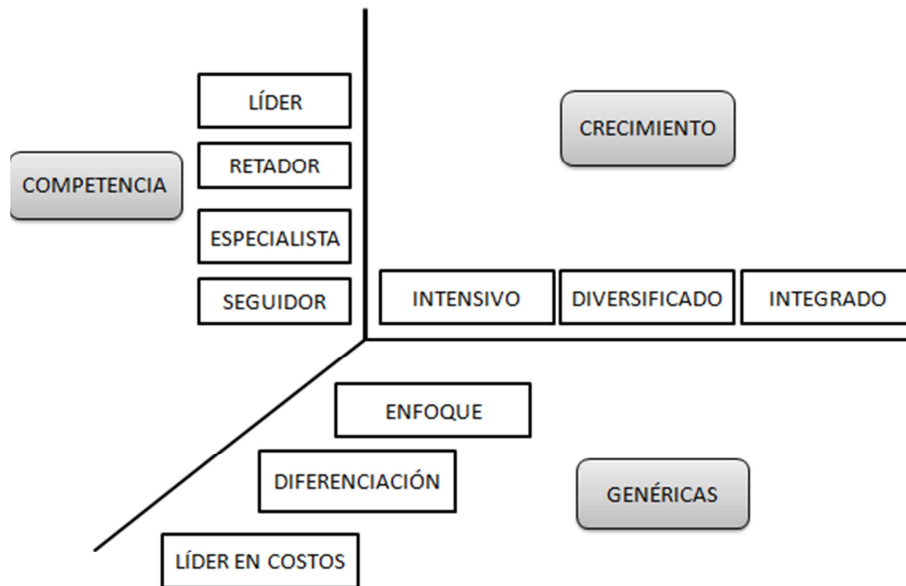 LÍDER
CRECIMIENTO
RETADOR
COMPETENCIA
ESPECIALISTA
SEGUIDOR
INTENSIVO
DIVERSIFICADO
INTEGRADO
ENFOQUE
DIFERENCIACIÓN
GENÉRICAS
LÍDER EN COSTOS